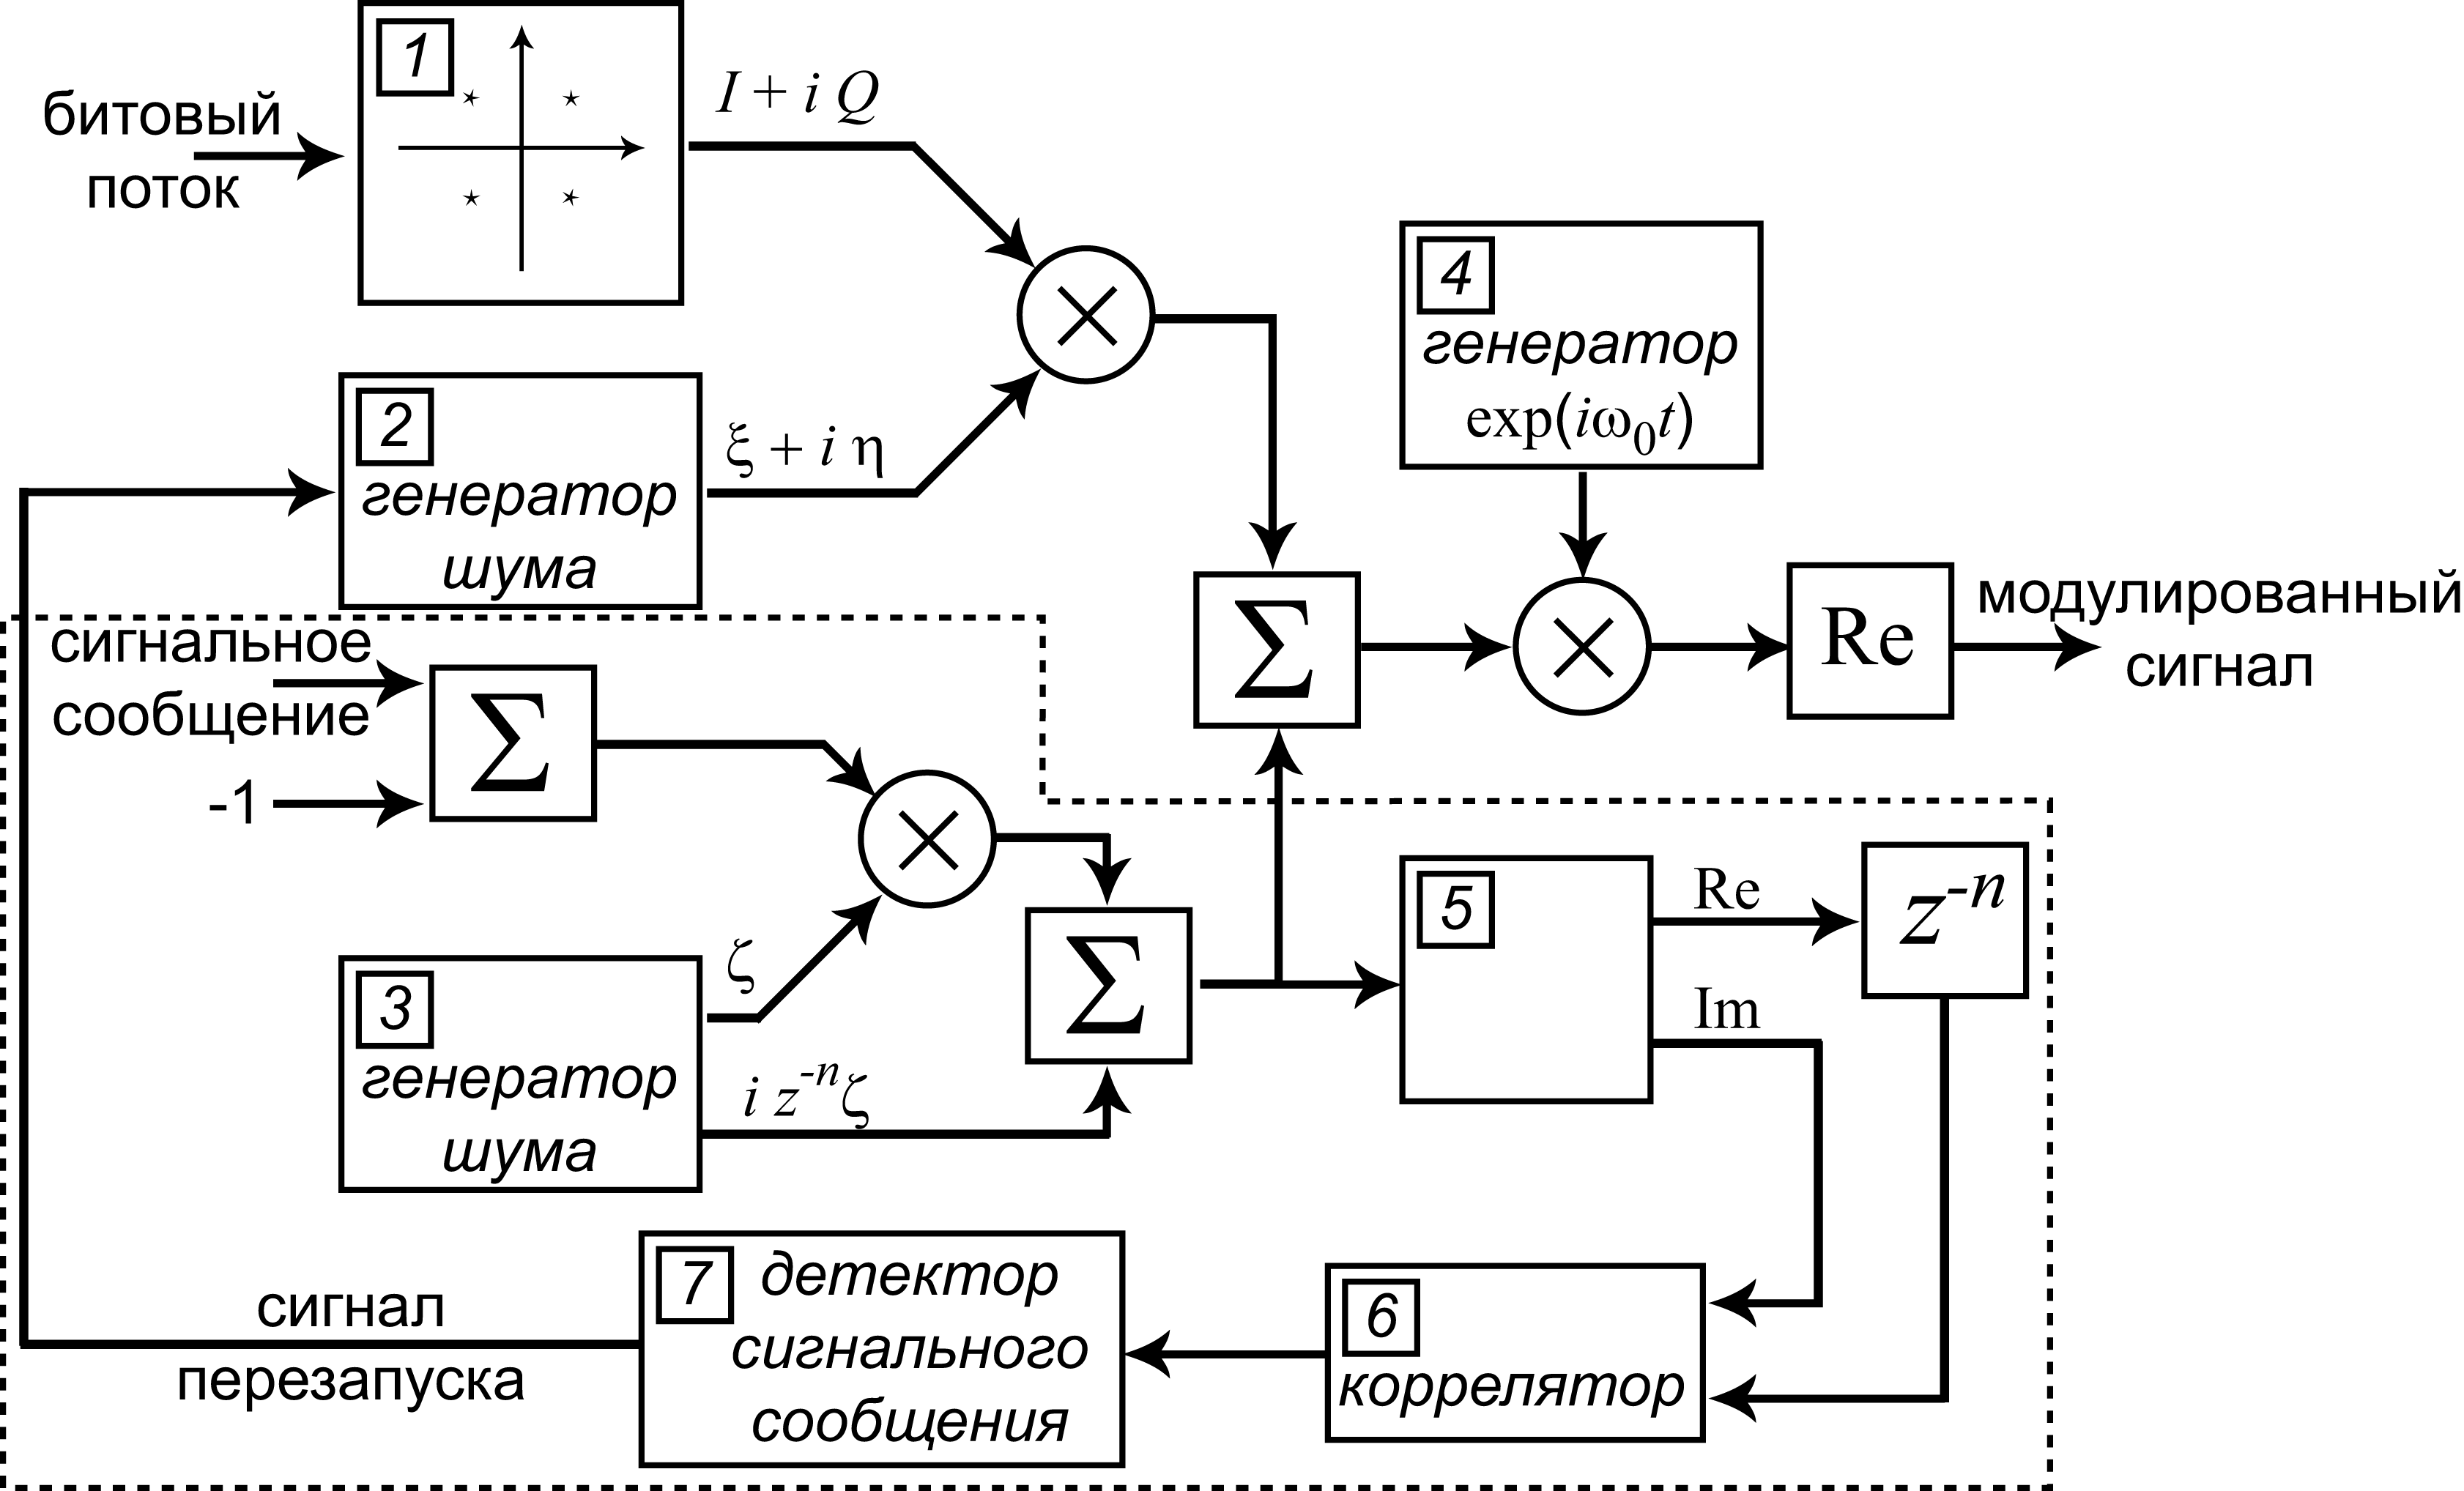 1
битовый
поток
I + i Q
2
генератор
шума
ξ + i η
4
генератор
exp(iω₀t)
Σ
Re
модулированный
сигнал
сигнальное
сообщение
-1
Σ
3
генератор
шума
ζ
i z⁻ⁿζ
Σ
5
Re
Im
z⁻ⁿ
6
коррелятор
7
детектор
сигнального
сообщения
сигнал
перезапуска